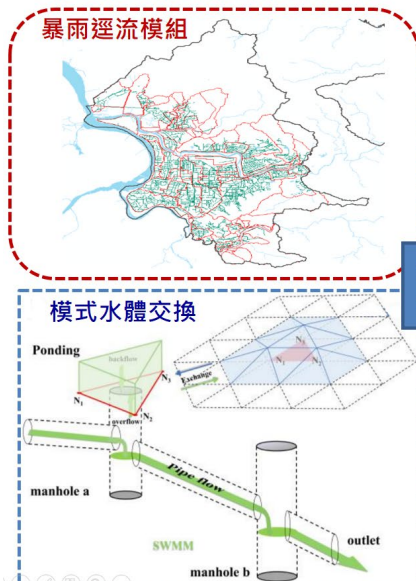 暴雨逕流模組
模式水體交換
Ponding
backflow
N3
N1
N2
overflow
Exchange
N3
N1
N2
Pipe flow
manhole a
SWMM
outlet
manhole b